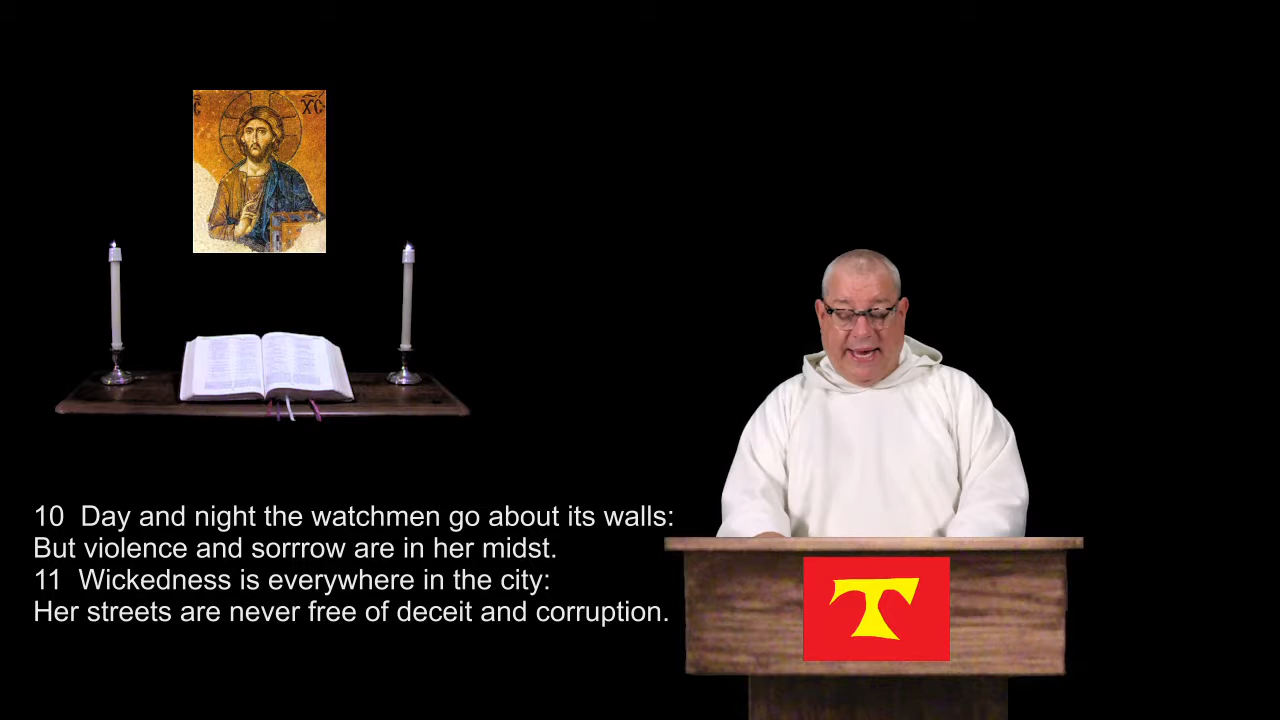 C XC
10 Day and night the watchmen go about its walls:
But violence and sorrrow are in her midst.
11 Wickedness is everywhere in the city:
Her streets are never free of deceit and corruption.
T